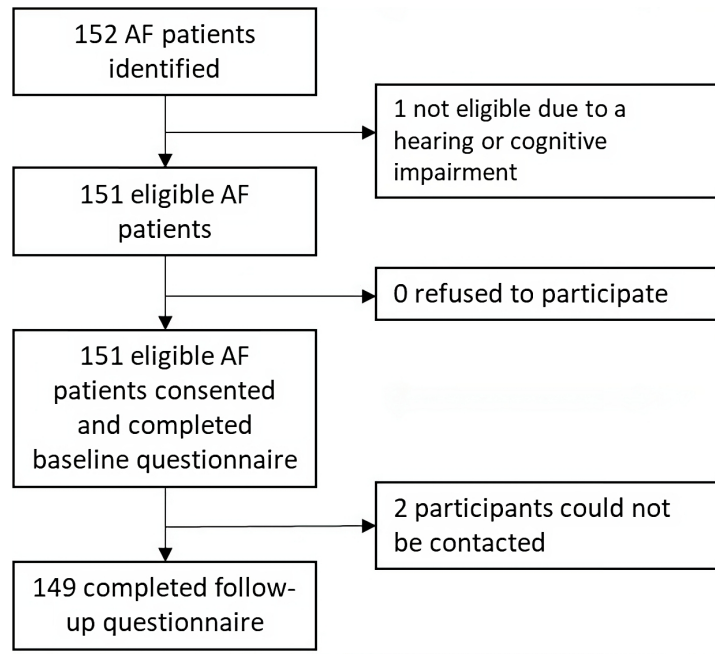 152 AF patients
identified
1 not eligible due to a
hearing or cognitive
impairment
151 eligible AF
patients
0 refused to participate
151 eligible AF
patients consented
and completed
baseline questionnaire
2 participants could not
be contacted
149 completed follow-
up questionnaire